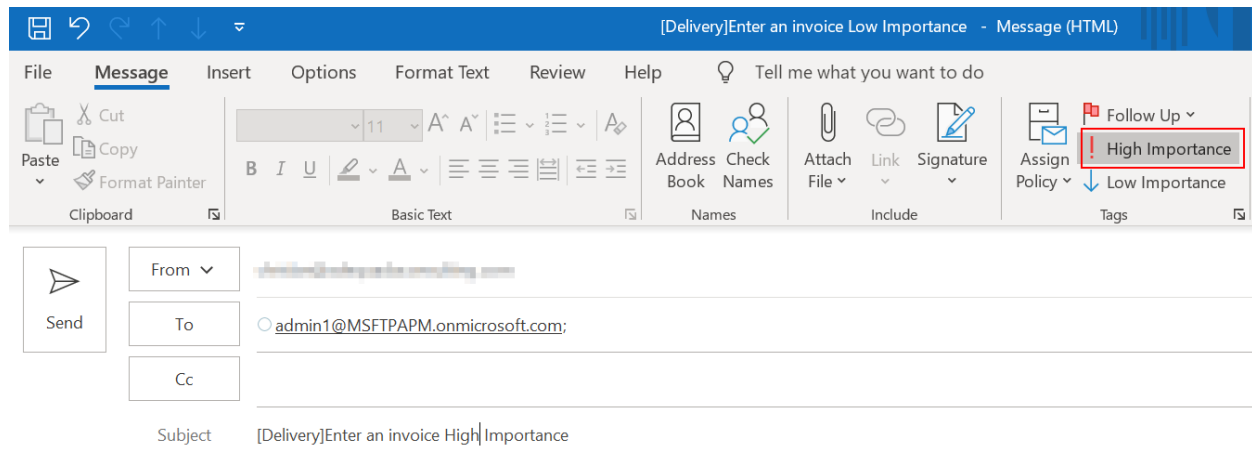 [Delivery]Enter an invoice Low Importance - Message (HTML)
File Message Insert Options Format Text Review Help Tell me what you want to do
Paste
Cut
Copy
Format Painter
Clipboard
11
B I U A
Basic Text
Address Book
Check Names
Names
Attach File
Link
Signature
Include
Assign Policy
Follow Up
High Importance
Low Importance
Tags
Send
From
To admin1@MSFTPAPM.onmicrosoft.com;
Cc
Subject [Delivery]Enter an invoice High Importance